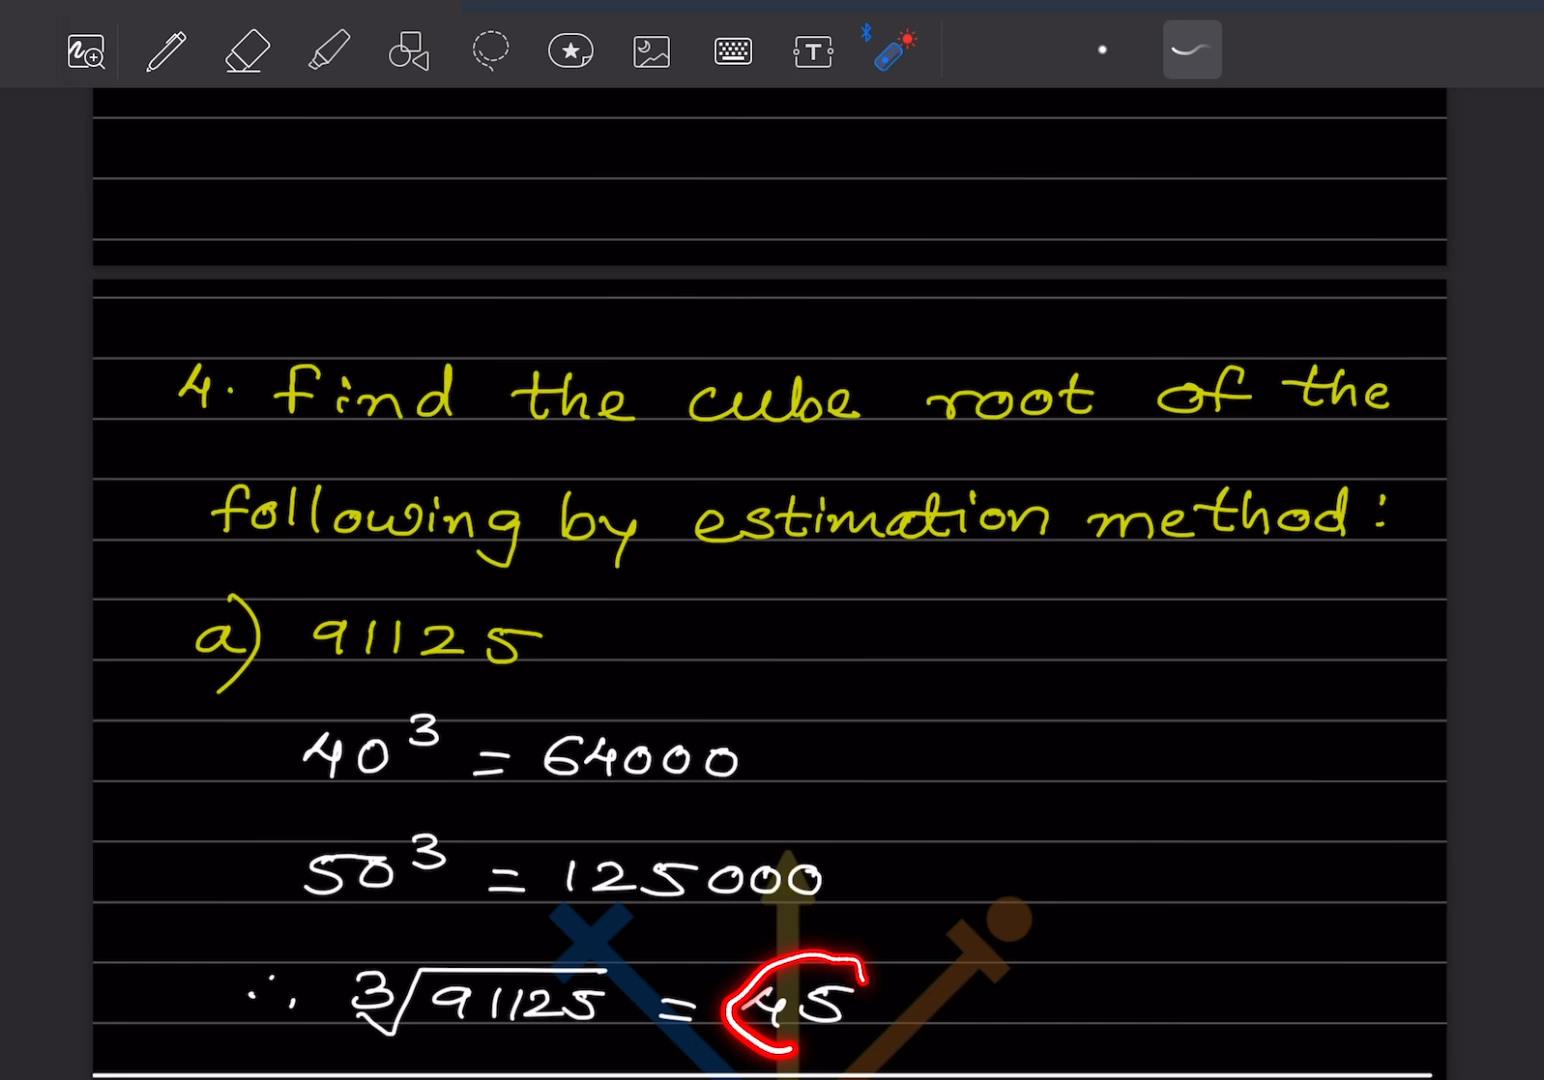 4. Find the cube root of the
following by estimation method:
a) 91125
40³ = 64000
50³ = 125000
∴ ∛91125 = 45